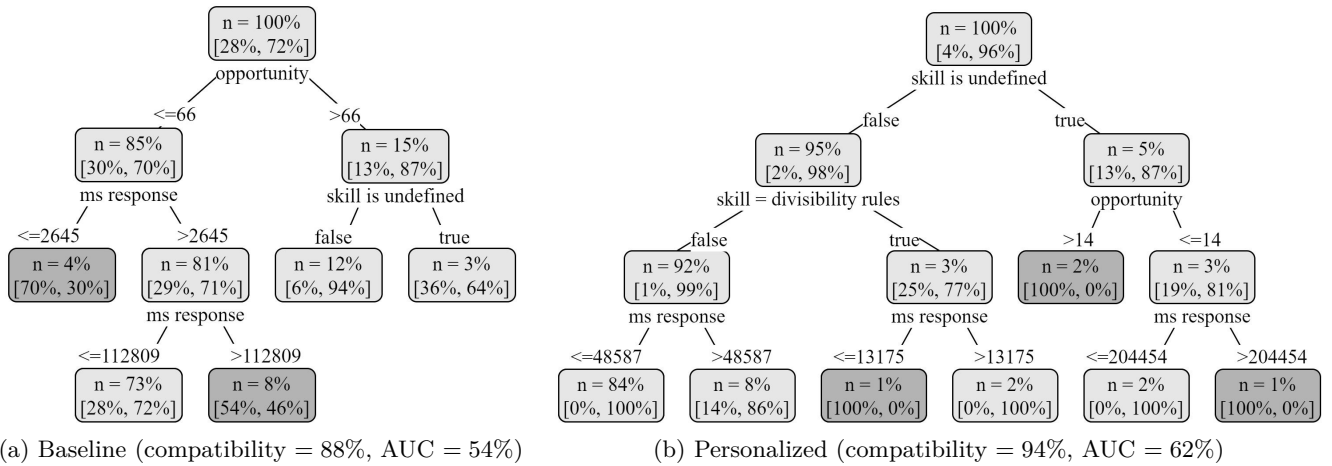 n = 100%
[28%, 72%]
opportunity
<=66
>66
n = 85%
[30%, 70%]
ms response
n = 15%
[13%, 87%]
skill is undefined
<=2645
>2645
false
true
n = 4%
[70%, 30%]
n = 81%
[29%, 71%]
ms response
n = 12%
[6%, 94%]
n = 3%
[36%, 64%]
<=112809
>112809
n = 73%
[28%, 72%]
n = 8%
[54%, 46%]
(a) Baseline (compatibility = 88%, AUC = 54%)
n = 100%
[4%, 96%]
skill is undefined
false
true
n = 95%
[2%, 98%]
skill = divisibility rules
n = 5%
[13%, 87%]
opportunity
false
true
>14
<=14
n = 92%
[1%, 99%]
ms response
n = 3%
[25%, 77%]
ms response
n = 2%
[100%, 0%]
n = 3%
[19%, 81%]
ms response
<=48587
>48587
<=13175
>13175
<=204454
>204454
n = 84%
[0%, 100%]
n = 8%
[14%, 86%]
n = 1%
[100%, 0%]
n = 2%
[0%, 100%]
n = 2%
[0%, 100%]
n = 1%
[100%, 0%]
(b) Personalized (compatibility = 94%, AUC = 62%)